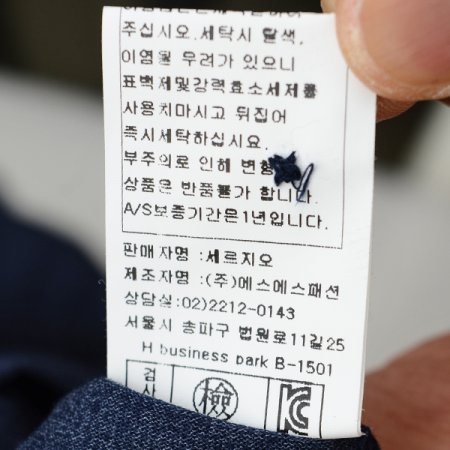 주십시오.세탁시 탈색,
이염될 우려가 있으니
표백제및강력효소세제를
사용치마시고 뒤집어
즉시세탁하십시요.
부주의로 인해 변형
상품은 반품불가 합니다.
A/S보증기간은1년입니다.
판매자명 :세르지오
제조자명 :(주)에스에스패션
상담실:02)2212-0143
서울시 송파구 법원로11길25
H business park B-1501
검사
檢